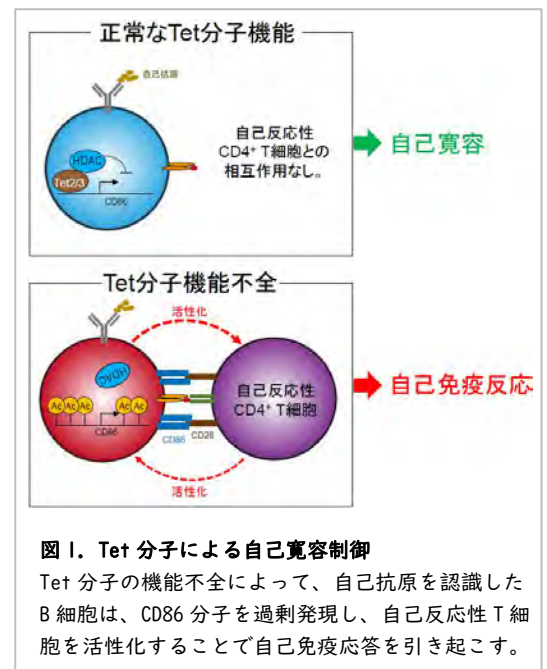 正常なTet分子機能
自己抗原
HDAC
Tet2/3
CD86
自己反応性
CD4⁺ T細胞との
相互作用なし。
自己寛容
Tet分子機能不全
活性化
HDAC
Ac Ac Ac Ac Ac
CD86
CD86 CD28
自己反応性
CD4⁺ T細胞
活性化
自己免疫反応
図1. Tet 分子による自己寛容制御
Tet 分子の機能不全によって、自己抗原を認識した
B 細胞は、CD86 分子を過剰発現し、自己反応性 T 細
胞を活性化することで自己免疫応答を引き起こす。